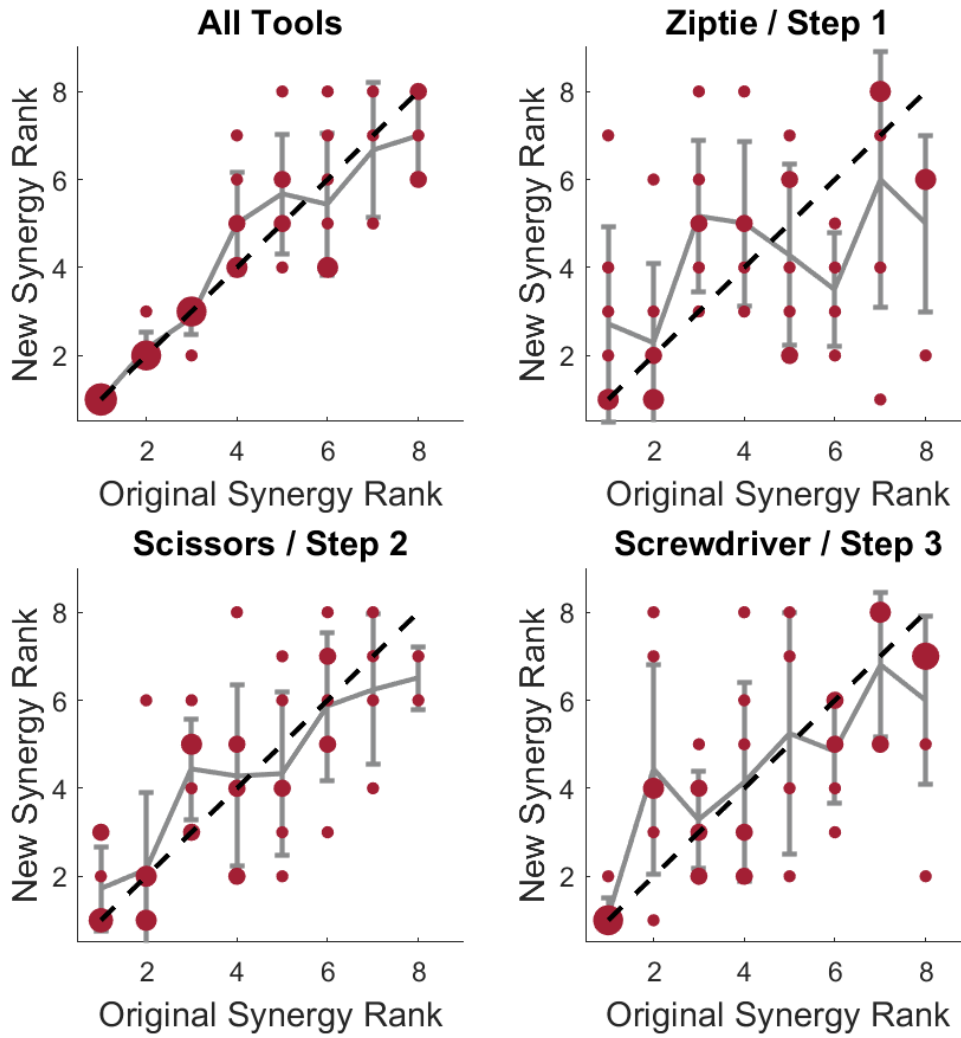 All Tools
New Synergy Rank
8
6
4
2
2 4 6 8
Original Synergy Rank
Ziptie / Step 1
New Synergy Rank
8
6
4
2
2 4 6 8
Original Synergy Rank
Scissors / Step 2
New Synergy Rank
8
6
4
2
2 4 6 8
Original Synergy Rank
Screwdriver / Step 3
New Synergy Rank
8
6
4
2
2 4 6 8
Original Synergy Rank